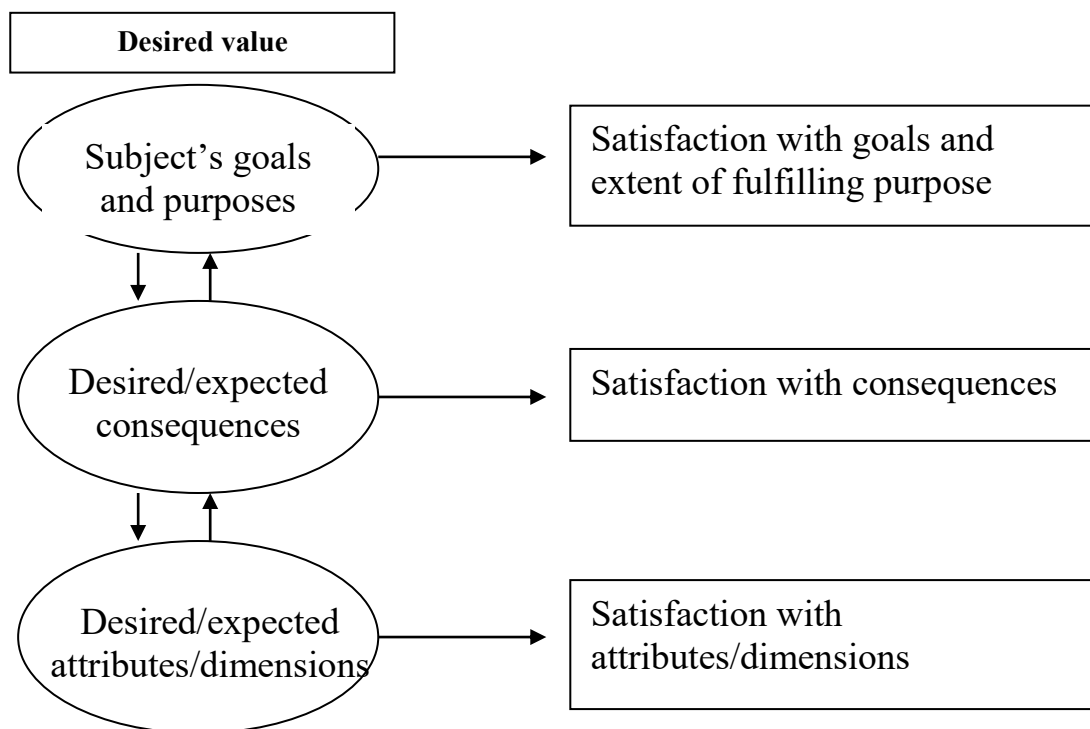 Desired value
Subject’s goals
and purposes
Satisfaction with goals and
extent of fulfilling purpose
Desired/expected
consequences
Satisfaction with consequences
Desired/expected
attributes/dimensions
Satisfaction with
attributes/dimensions